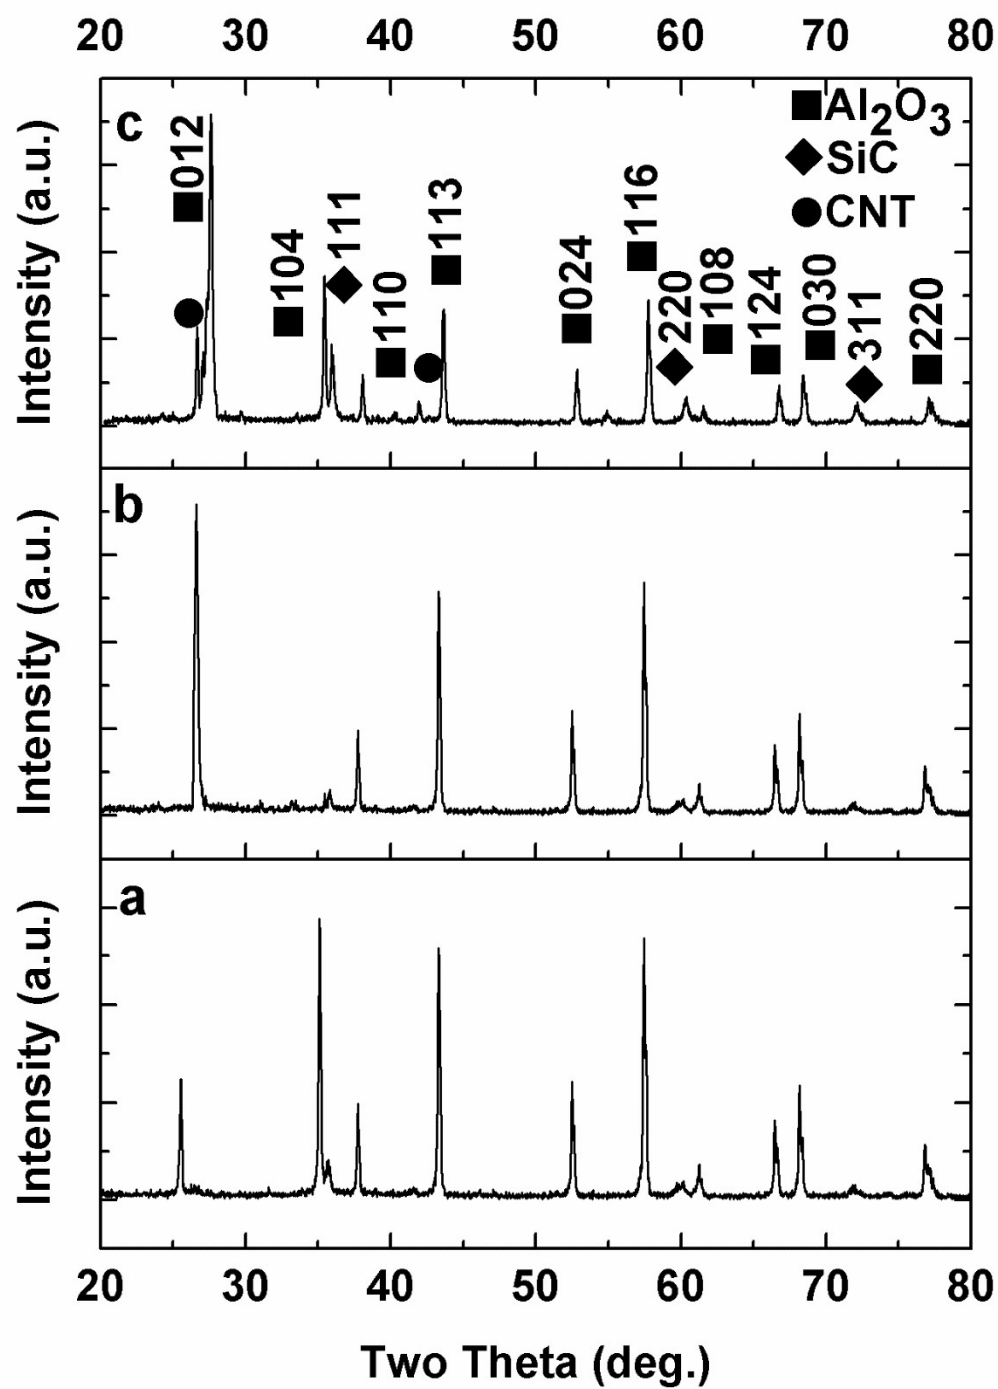 20 30 40 50 60 70 80
c
Al₂O₃
SiC
CNT
012
104
111
110
113
024
116
220
108
124
030
311
220
Intensity (a.u.)
b
Intensity (a.u.)
a
Intensity (a.u.)
20 30 40 50 60 70 80
Two Theta (deg.)